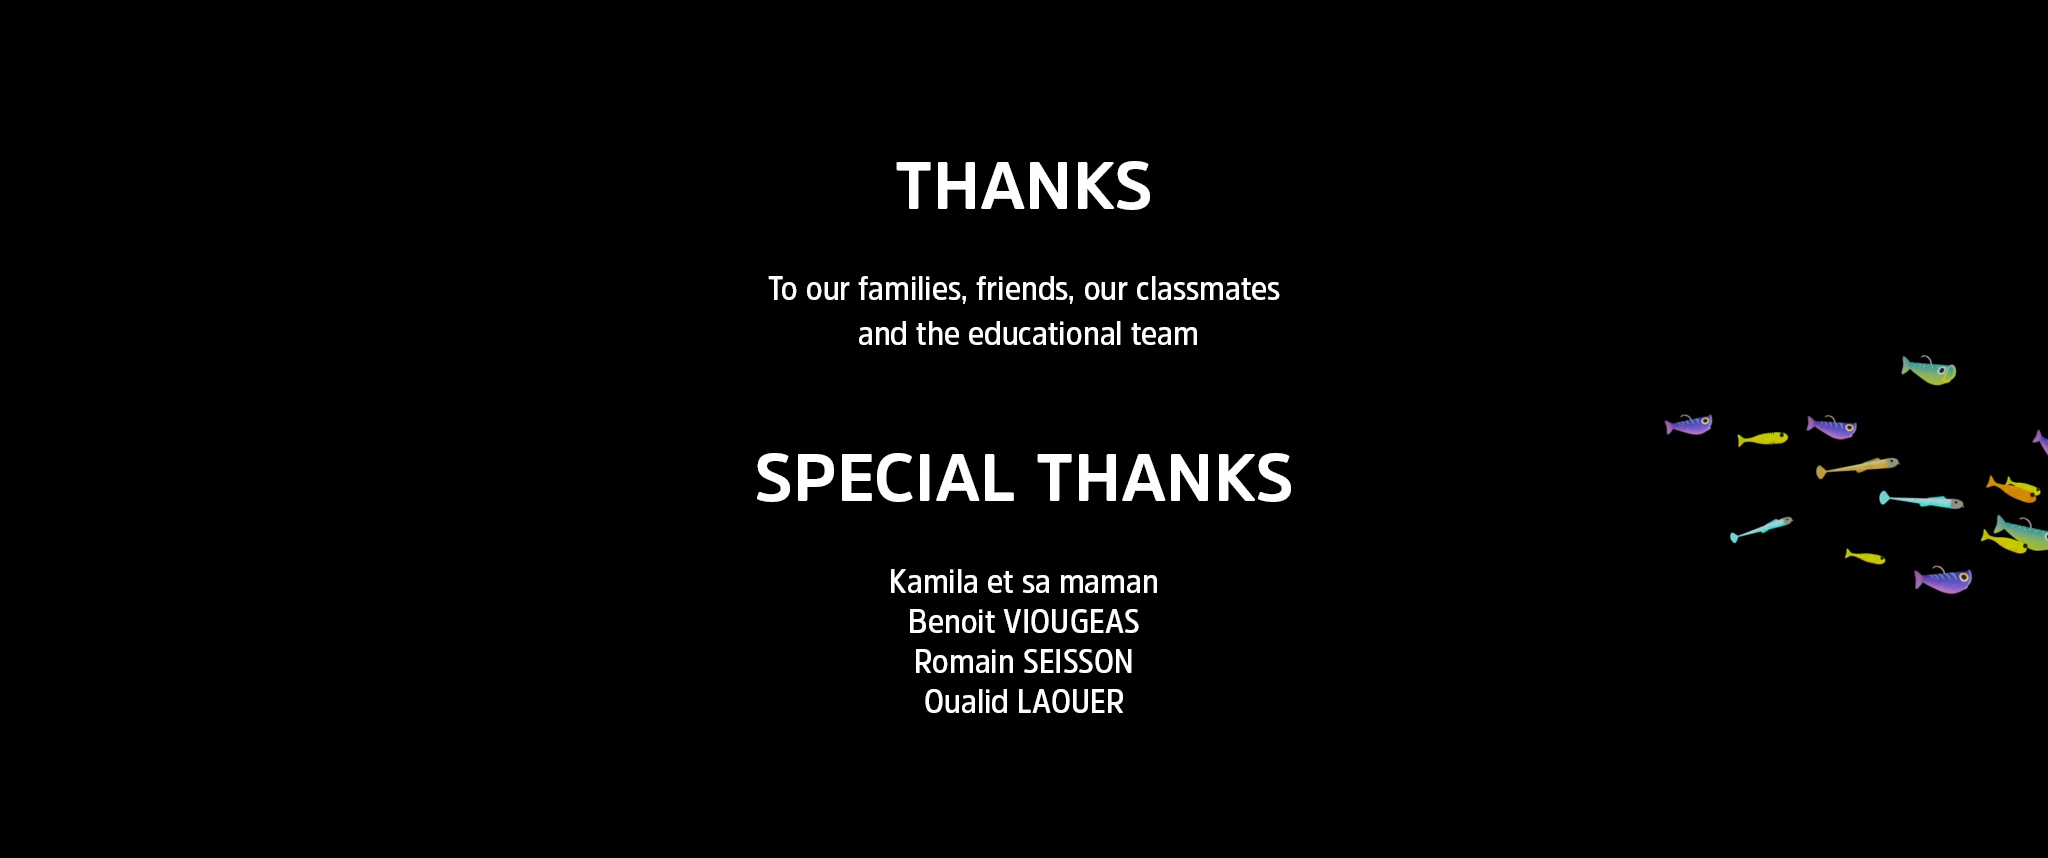 THANKS
To our families, friends, our classmates
and the educational team
SPECIAL THANKS
Kamila et sa maman
Benoit VIOUGEAS
Romain SEISSON
Oualid LAOUER